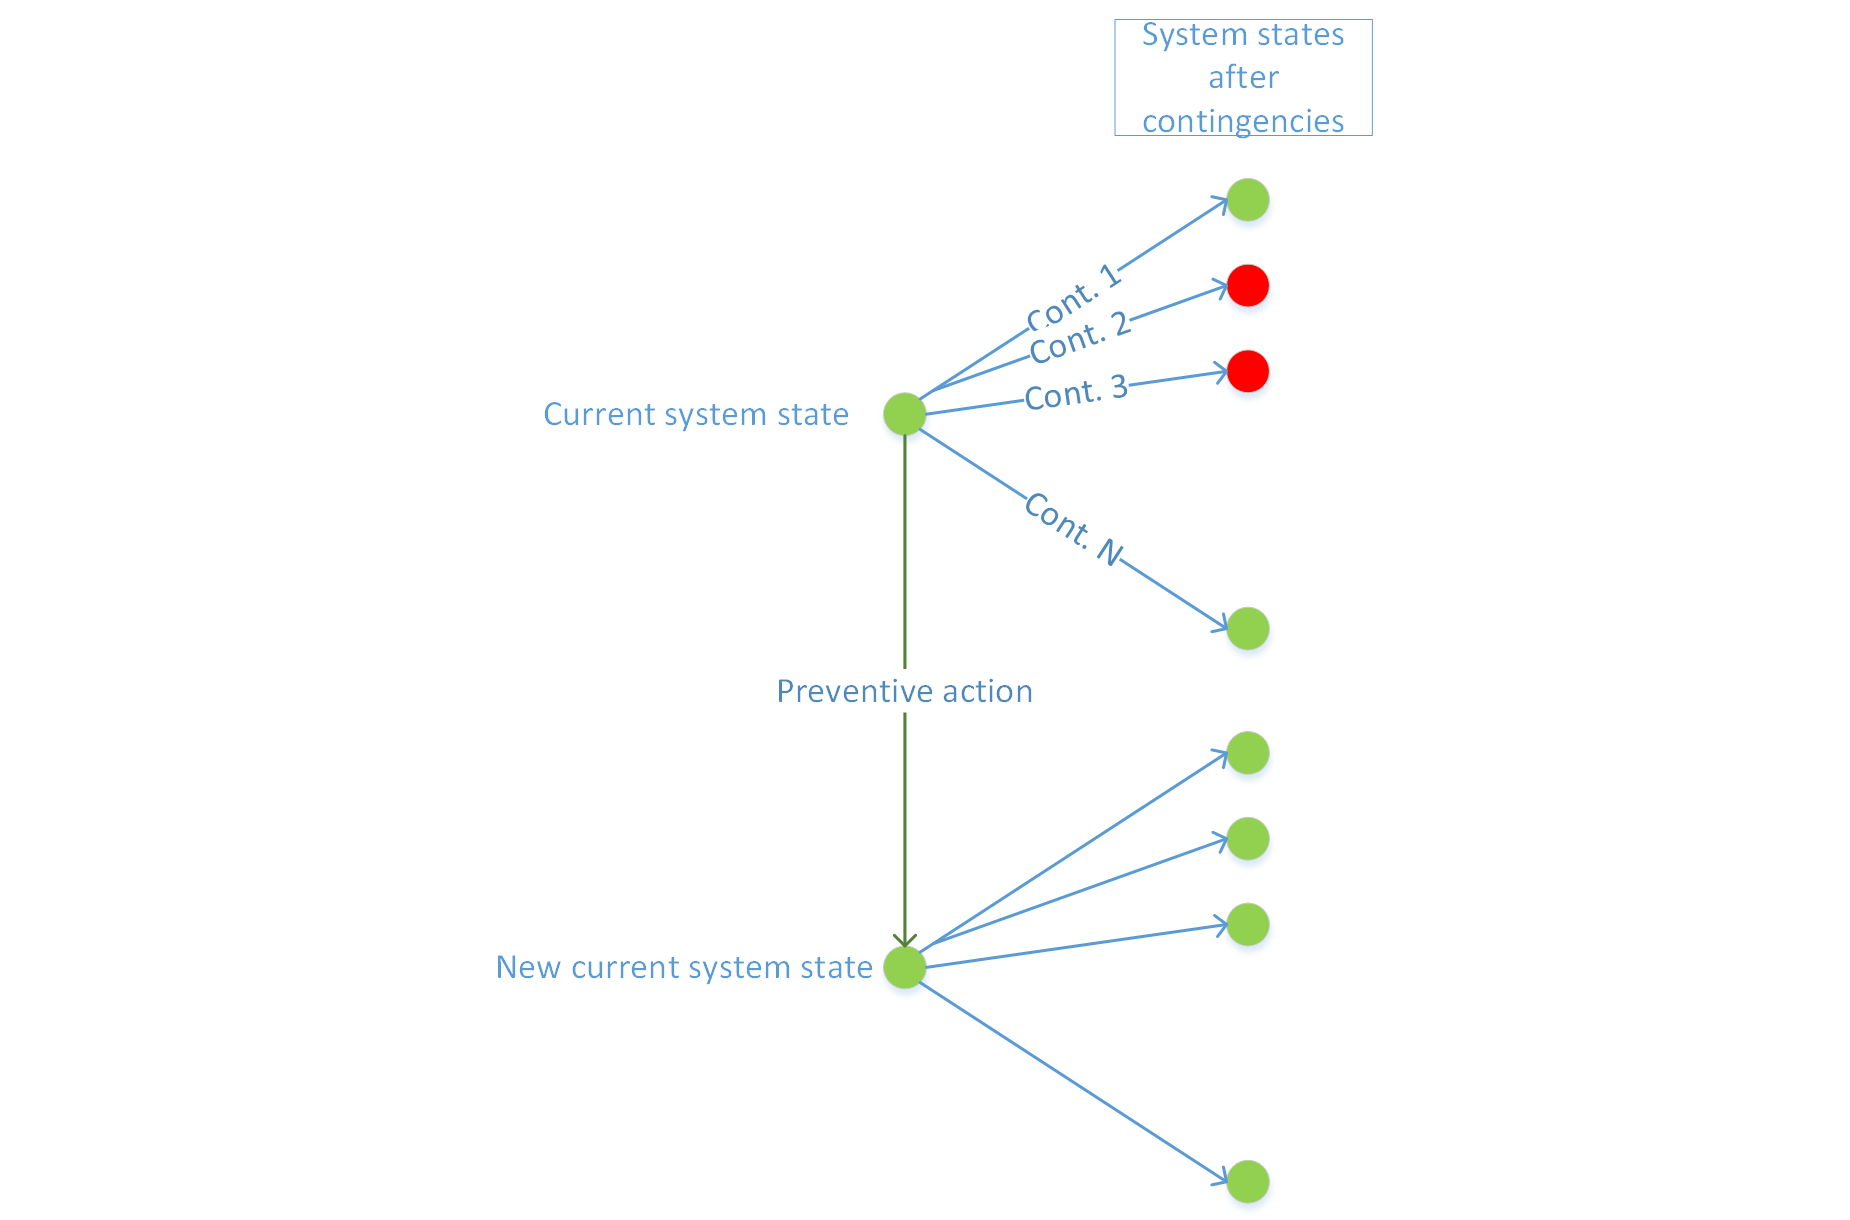 System states
after
contingencies
Cont. 1
Cont. 2
Cont. 3
Current system state
Cont. N
Preventive action
New current system state